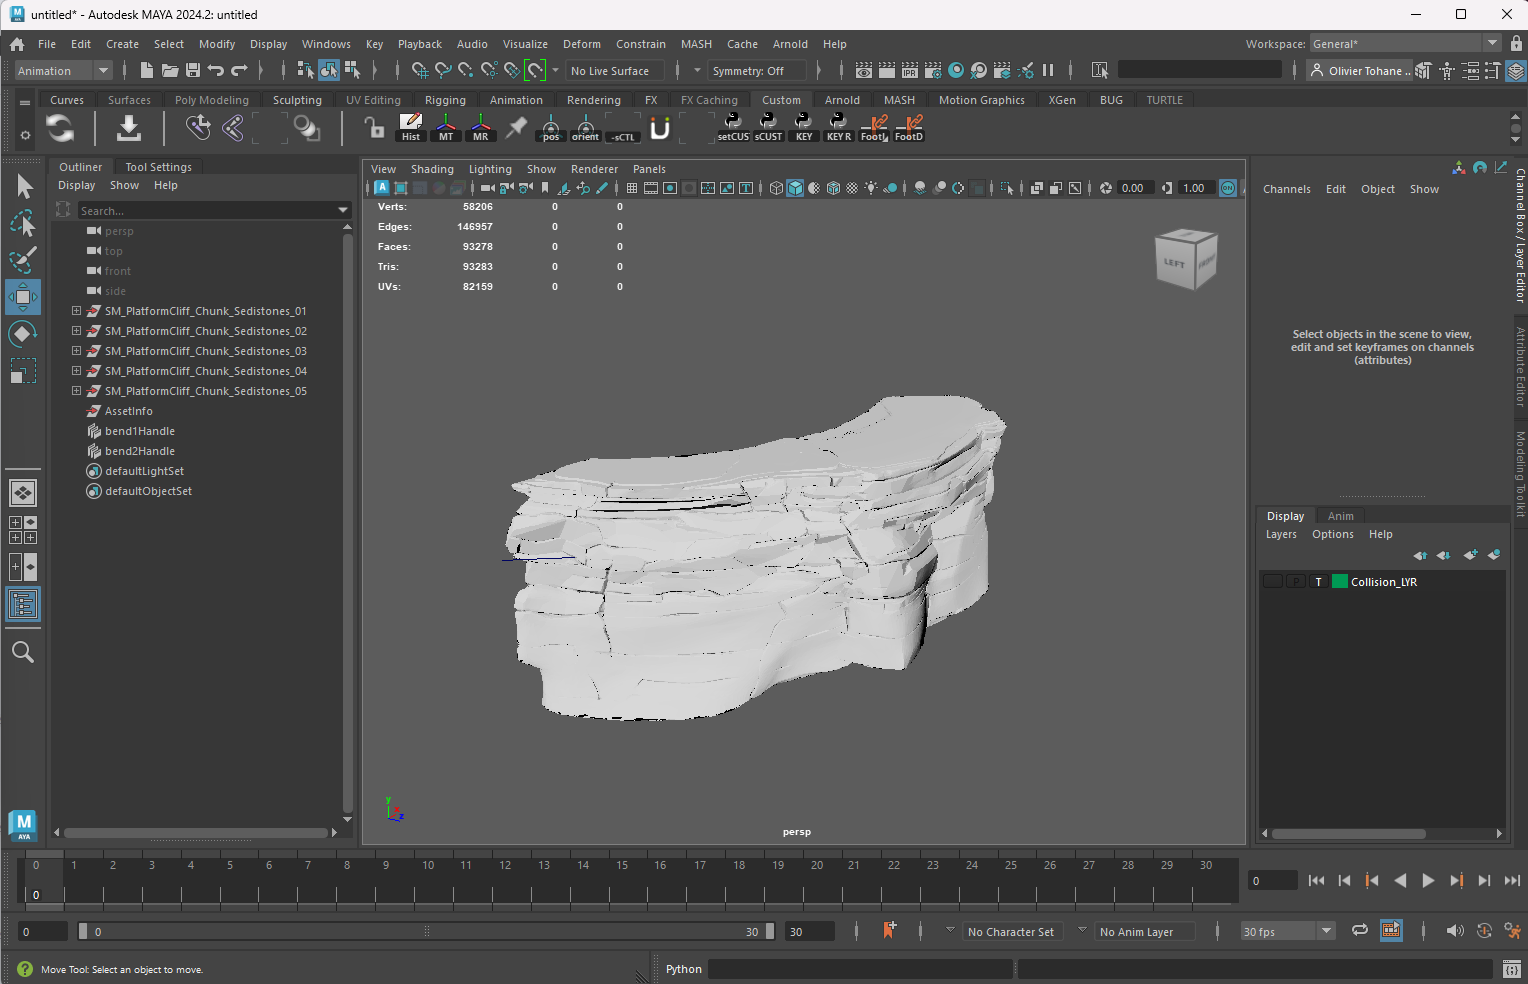 untitled* - Autodesk MAYA 2024.2: untitled
File Edit Create Select Modify Display Windows Key Playback Audio Visualize Deform Constrain MASH Cache Arnold Help
Workspace: General*
Animation
No Live Surface
Symmetry: Off
IPR
Olivier Tohane ..
Curves Surfaces Poly Modeling Sculpting UV Editing Rigging Animation Rendering FX FX Caching Custom Arnold MASH Motion Graphics XGen BUG TURTLE
Hist MT MR pos orient -sCTL setCUS sCUST KEY KEY R FootL FootD
Outliner Tool Settings
Display Show Help
Search...
persp
top
front
side
SM_PlatformCliff_Chunk_Sedistones_01
SM_PlatformCliff_Chunk_Sedistones_02
SM_PlatformCliff_Chunk_Sedistones_03
SM_PlatformCliff_Chunk_Sedistones_04
SM_PlatformCliff_Chunk_Sedistones_05
AssetInfo
bend1Handle
bend2Handle
defaultLightSet
defaultObjectSet
M
AYA
View Shading Lighting Show Renderer Panels
0.00
1.00
ON
Verts: 58206 0 0
Edges: 146957 0 0
Faces: 93278 0 0
Tris: 93283 0 0
UVs: 82159 0 0
LEFT
y
z
persp
Channels Edit Object Show
Select objects in the scene to view,
edit and set keyframes on channels
(attributes)
Channel Box / Layer Editor
Attribute Editor
Modeling Toolkit
Display Anim
Layers Options Help
P T Collision_LYR
0 1 2 3 4 5 6 7 8 9 10 11 12 13 14 15 16 17 18 19 20 21 22 23 24 25 26 27 28 29 30
0
0
0
0
30
30
No Character Set
No Anim Layer
30 fps
Move Tool: Select an object to move.
Python